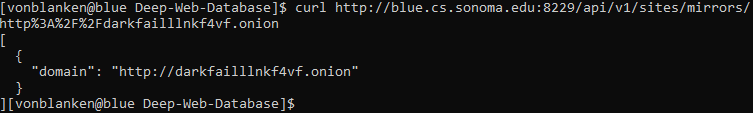 [vonblanken@blue Deep-Web-Database]$ curl http://blue.cs.sonoma.edu:8229/api/v1/sites/mirrors/
http%3A%2F%2Fdarkfailllnkf4vf.onion
[
  {
    "domain": "http://darkfailllnkf4vf.onion"
  }
][vonblanken@blue Deep-Web-Database]$